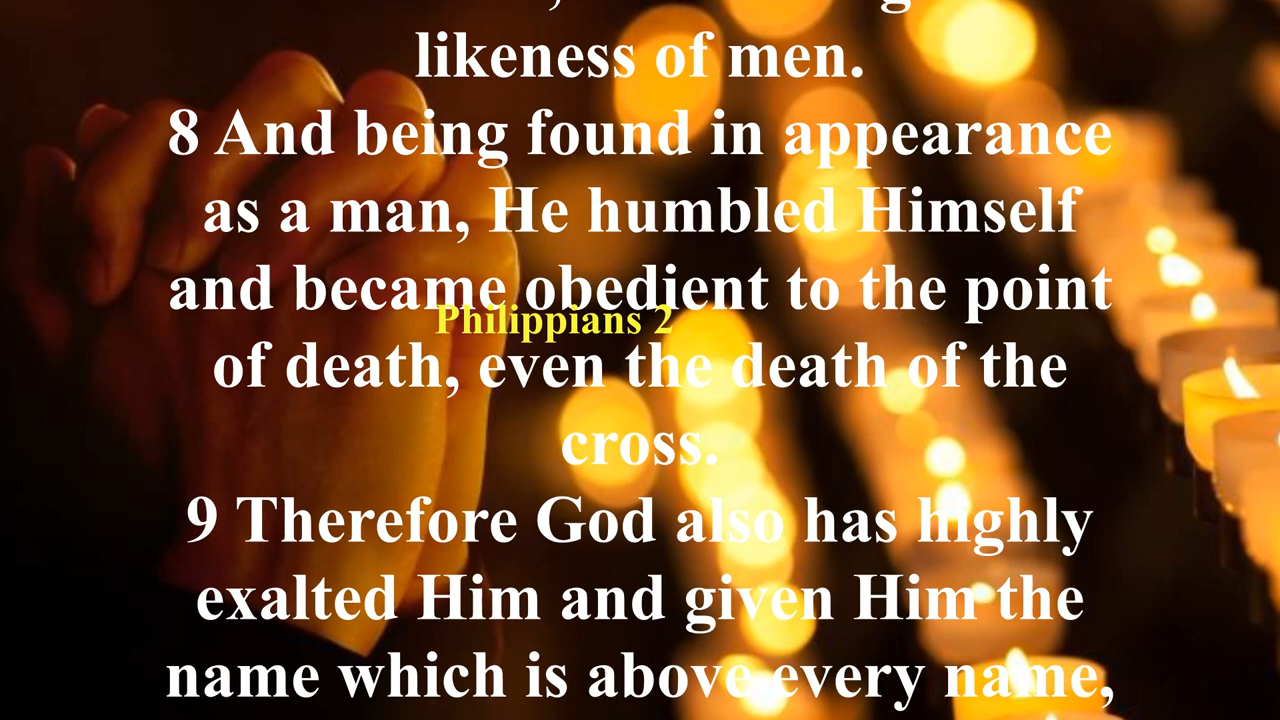 likeness of men.
8 And being found in appearance
as a man, He humbled Himself
and became obedient to the point
Philippians 2
of death, even the death of the
cross.
9 Therefore God also has highly
exalted Him and given Him the
name which is above every name,